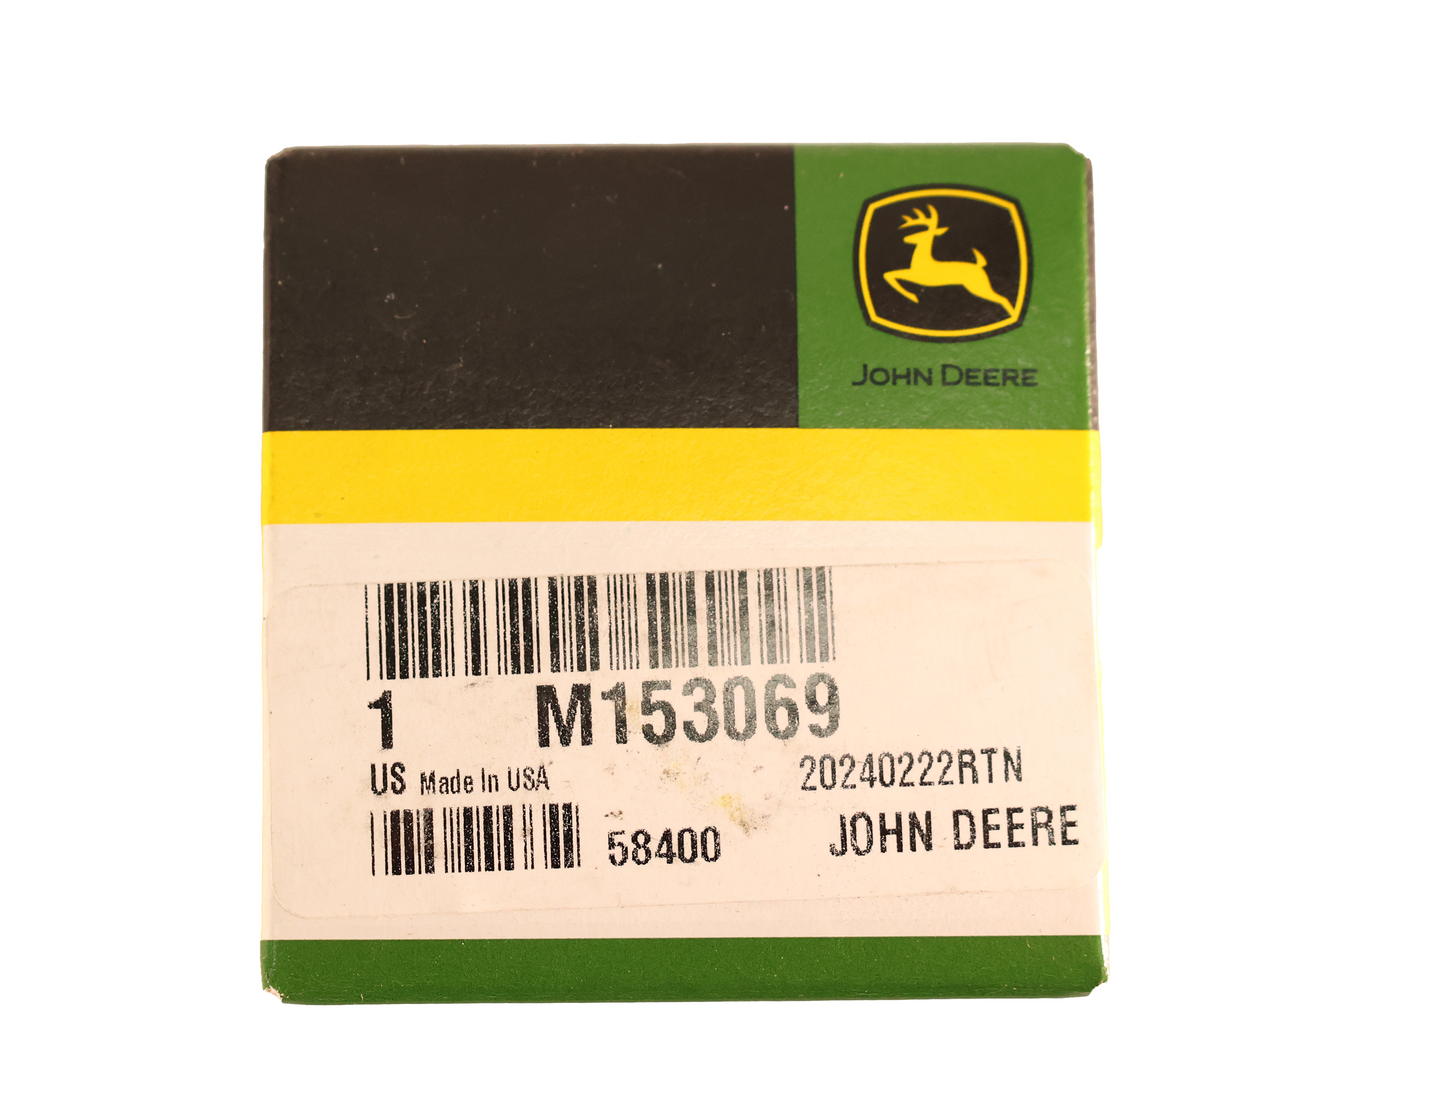 JOHN DEERE
1 M153069
US Made In USA
20240222RTN
58400
JOHN DEERE